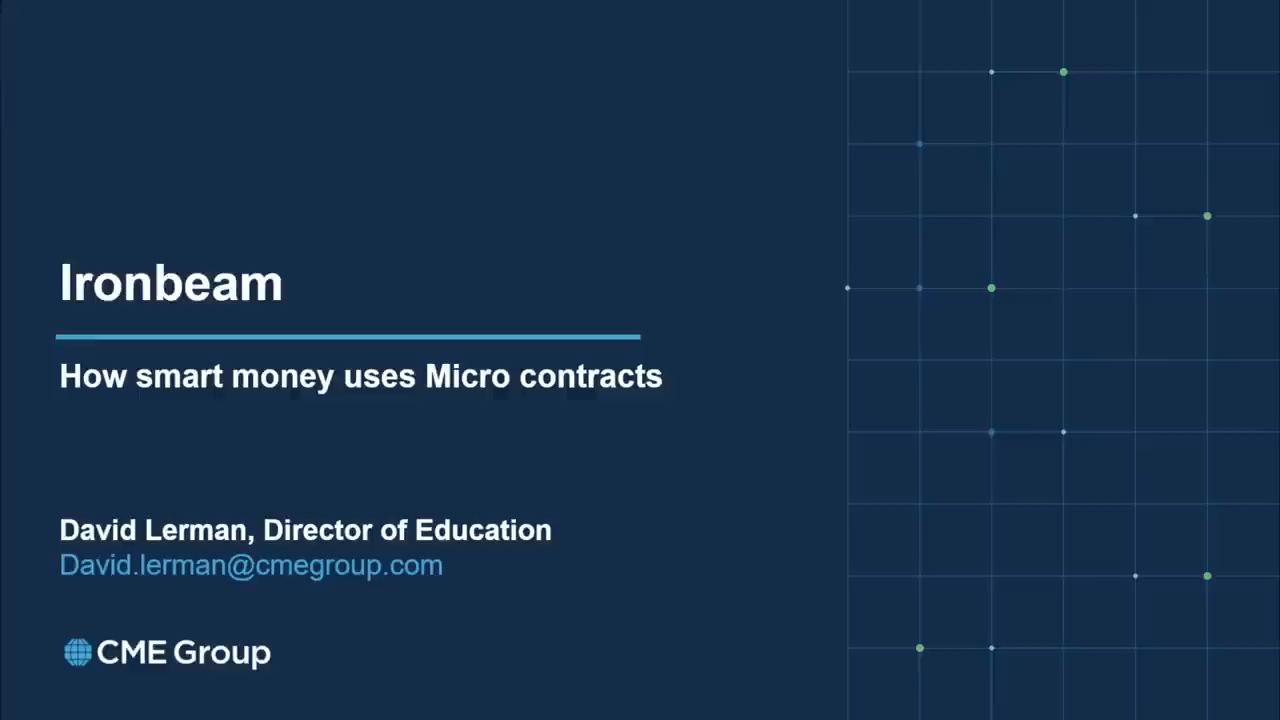 Ironbeam
How smart money uses Micro contracts
David Lerman, Director of Education
David.lerman@cmegroup.com
CME Group